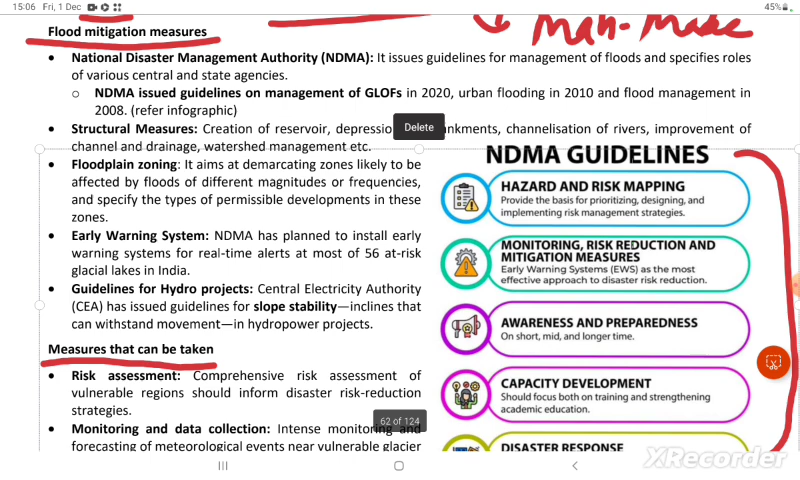 15:06 Fri, 1 Dec
45%
Man-Made
Flood mitigation measures
• National Disaster Management Authority (NDMA): It issues guidelines for management of floods and specifies roles
of various central and state agencies.
o NDMA issued guidelines on management of GLOFs in 2020, urban flooding in 2010 and flood management in
2008. (refer infographic)
• Structural Measures: Creation of reservoir, channelisation of rivers, improvement of
Delete
channel and drainage, watershed management etc.
• Floodplain zoning: It aims at demarcating zones likely to be
affected by floods of different magnitudes or frequencies,
and specify the types of permissible developments in these
zones.
• Early Warning System: NDMA has planned to install early
warning systems for real-time alerts at most of 56 at-risk
glacial lakes in India.
• Guidelines for Hydro projects: Central Electricity Authority
(CEA) has issued guidelines for slope stability—inclines that
can withstand movement—in hydropower projects.
Measures that can be taken
• Risk assessment: Comprehensive risk assessment of
vulnerable regions should inform disaster risk-reduction
strategies.
• Monitoring and data collection: Intense monitoring and
forecasting of meteorological events near vulnerable glacier
62 of 124
NDMA GUIDELINES
HAZARD AND RISK MAPPING
Provide the basis for prioritizing, designing, and
implementing risk management strategies.
MONITORING, RISK REDUCTION AND
MITIGATION MEASURES
Early Warning Systems (EWS) as the most
effective approach to disaster risk reduction.
AWARENESS AND PREPAREDNESS
On short, mid, and longer time.
CAPACITY DEVELOPMENT
Should focus both on training and strengthening
academic education.
DISASTER RESPONSE
XRecorder